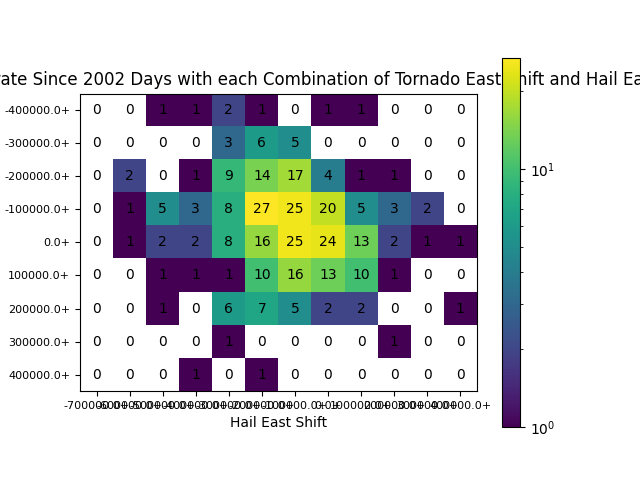 ate Since 2002 Days with each Combination of Tornado East Shift and Hail Ea
-400000.0+ 0 0 1 1 2 1 0 1 1 0 0 0
-300000.0+ 0 0 0 0 3 6 5 0 0 0 0 0
-200000.0+ 0 2 0 1 9 14 17 4 1 1 0 0
-100000.0+ 0 1 5 3 8 27 25 20 5 3 2 0
0.0+ 0 1 2 2 8 16 25 24 13 2 1 1
100000.0+ 0 0 1 1 1 10 16 13 10 1 0 0
200000.0+ 0 0 1 0 6 7 5 2 2 0 0 1
300000.0+ 0 0 0 0 1 0 0 0 0 1 0 0
400000.0+ 0 0 0 1 0 1 0 0 0 0 0 0
Hail East Shift
10¹
10⁰